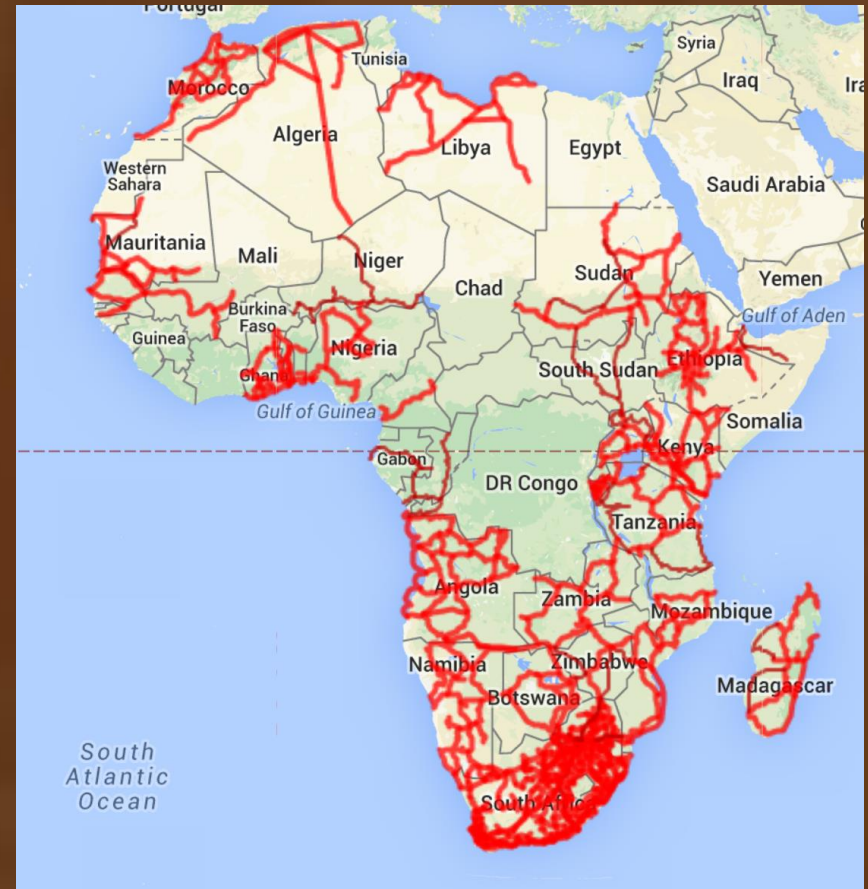 Portugal
Syria
Tunisia
Iraq
Morocco
Algeria
Libya
Egypt
Western
Sahara
Saudi Arabia
Mauritania
Mali
Niger
Chad
Sudan
Yemen
Burkina
Faso
Gulf of Aden
Guinea
Nigeria
Ethiopia
South Sudan
Ghana
Gulf of Guinea
Somalia
Kenya
Gabon
DR Congo
Tanzania
Angola
Zambia
Mozambique
Namibia
Zimbabwe
Botswana
Madagascar
South
Atlantic
Ocean
South Africa